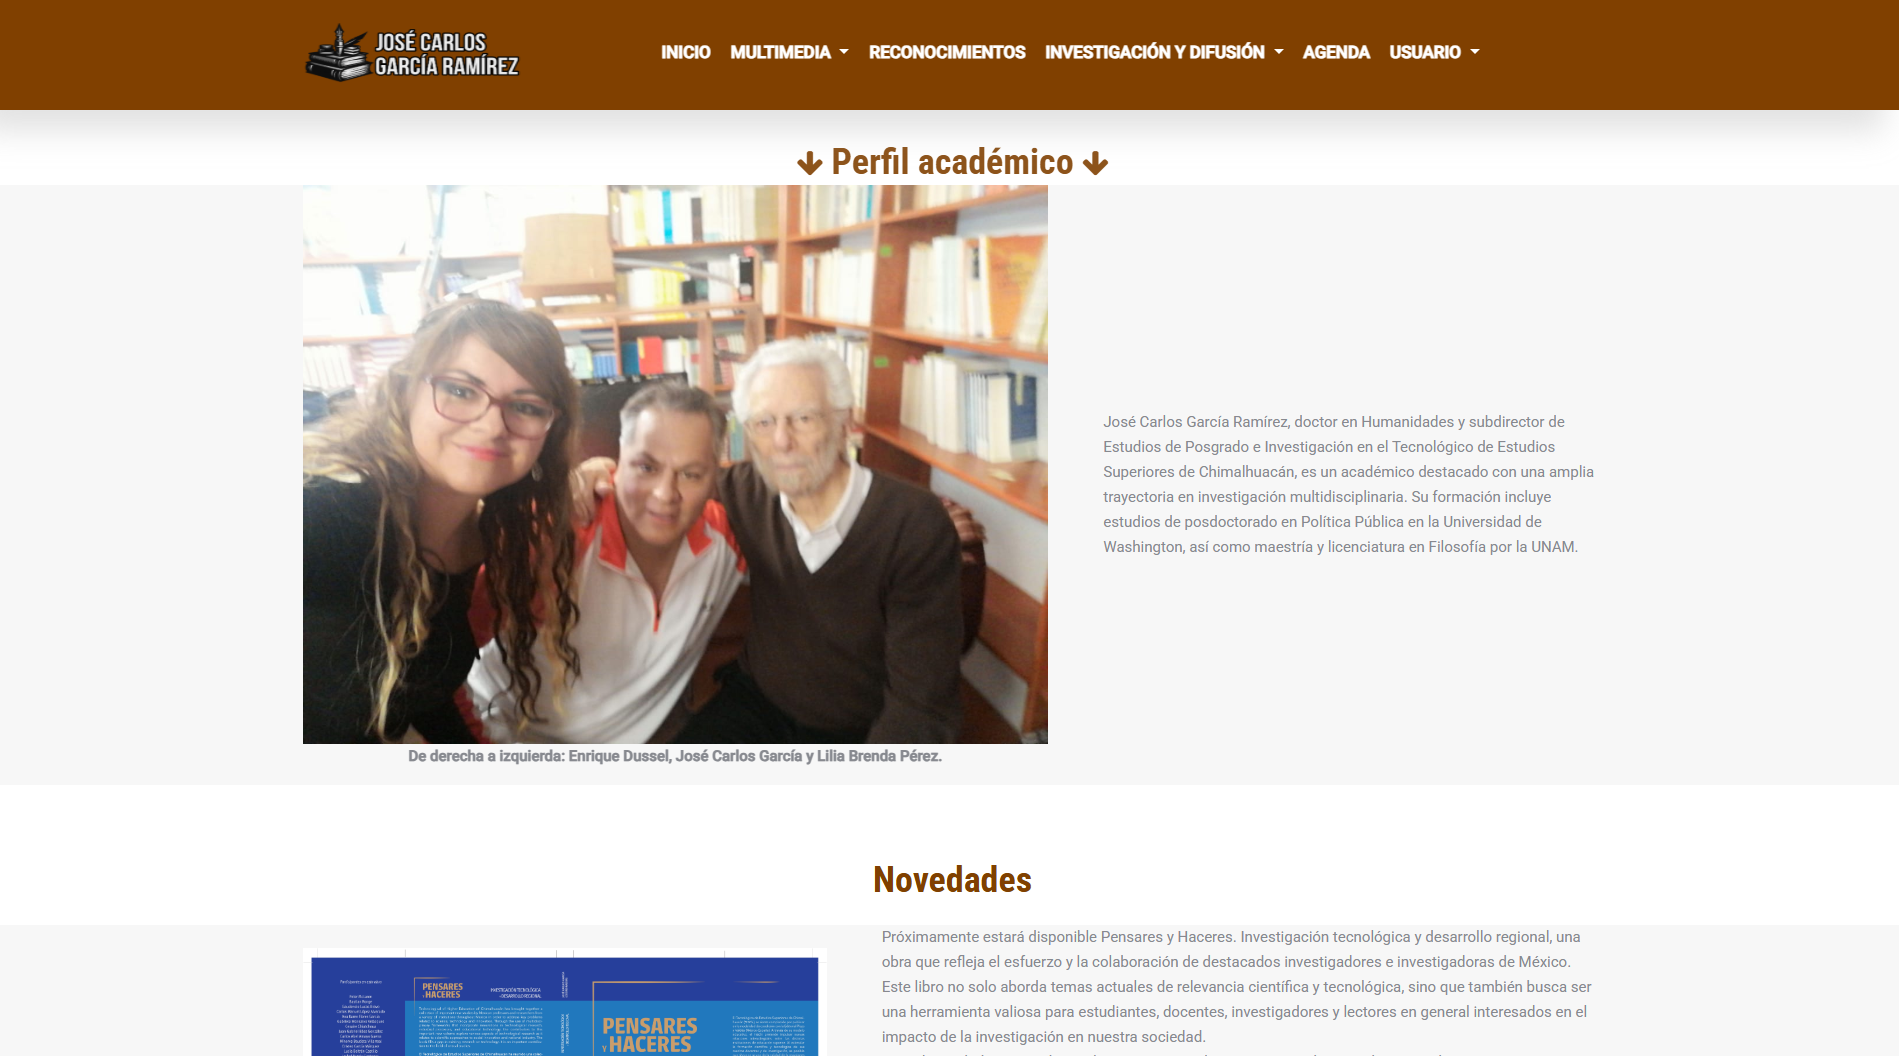 JOSÉ CARLOS
GARCÍA RAMÍREZ
INICIO MULTIMEDIA RECONOCIMIENTOS INVESTIGACIÓN Y DIFUSIÓN AGENDA USUARIO
Perfil académico
José Carlos García Ramírez, doctor en Humanidades y subdirector de
Estudios de Posgrado e Investigación en el Tecnológico de Estudios
Superiores de Chimalhuacán, es un académico destacado con una amplia
trayectoria en investigación multidisciplinaria. Su formación incluye
estudios de posdoctorado en Política Pública en la Universidad de
Washington, así como maestría y licenciatura en Filosofía por la UNAM.
De derecha a izquierda: Enrique Dussel, José Carlos García y Lilia Brenda Pérez.
Novedades
Próximamente estará disponible Pensares y Haceres. Investigación tecnológica y desarrollo regional, una
obra que refleja el esfuerzo y la colaboración de destacados investigadores e investigadoras de México.
Este libro no solo aborda temas actuales de relevancia científica y tecnológica, sino que también busca ser
una herramienta valiosa para estudiantes, docentes, investigadores y lectores en general interesados en el
impacto de la investigación en nuestra sociedad.
PENSARES
Y HACERES
INVESTIGACIÓN TECNOLÓGICA
Y DESARROLLO REGIONAL
PENSARES
Y HACERES